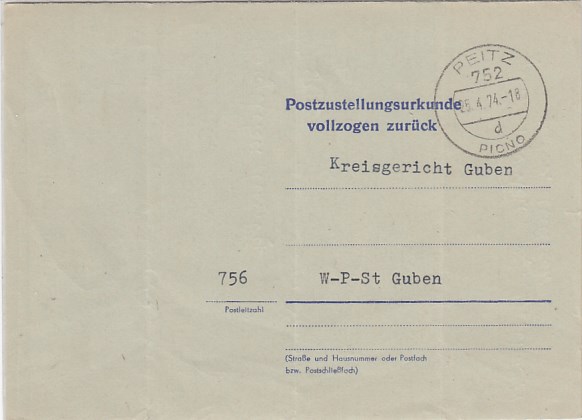 PEITZ
752
25.4.74.-18
d
PICNO
Postzustellungsurkunde
vollzogen zurück
Kreisgericht Guben
756 W-P-St Guben
Postleitzahl
(Straße und Hausnummer oder Postfach
bzw. Postschließfach)